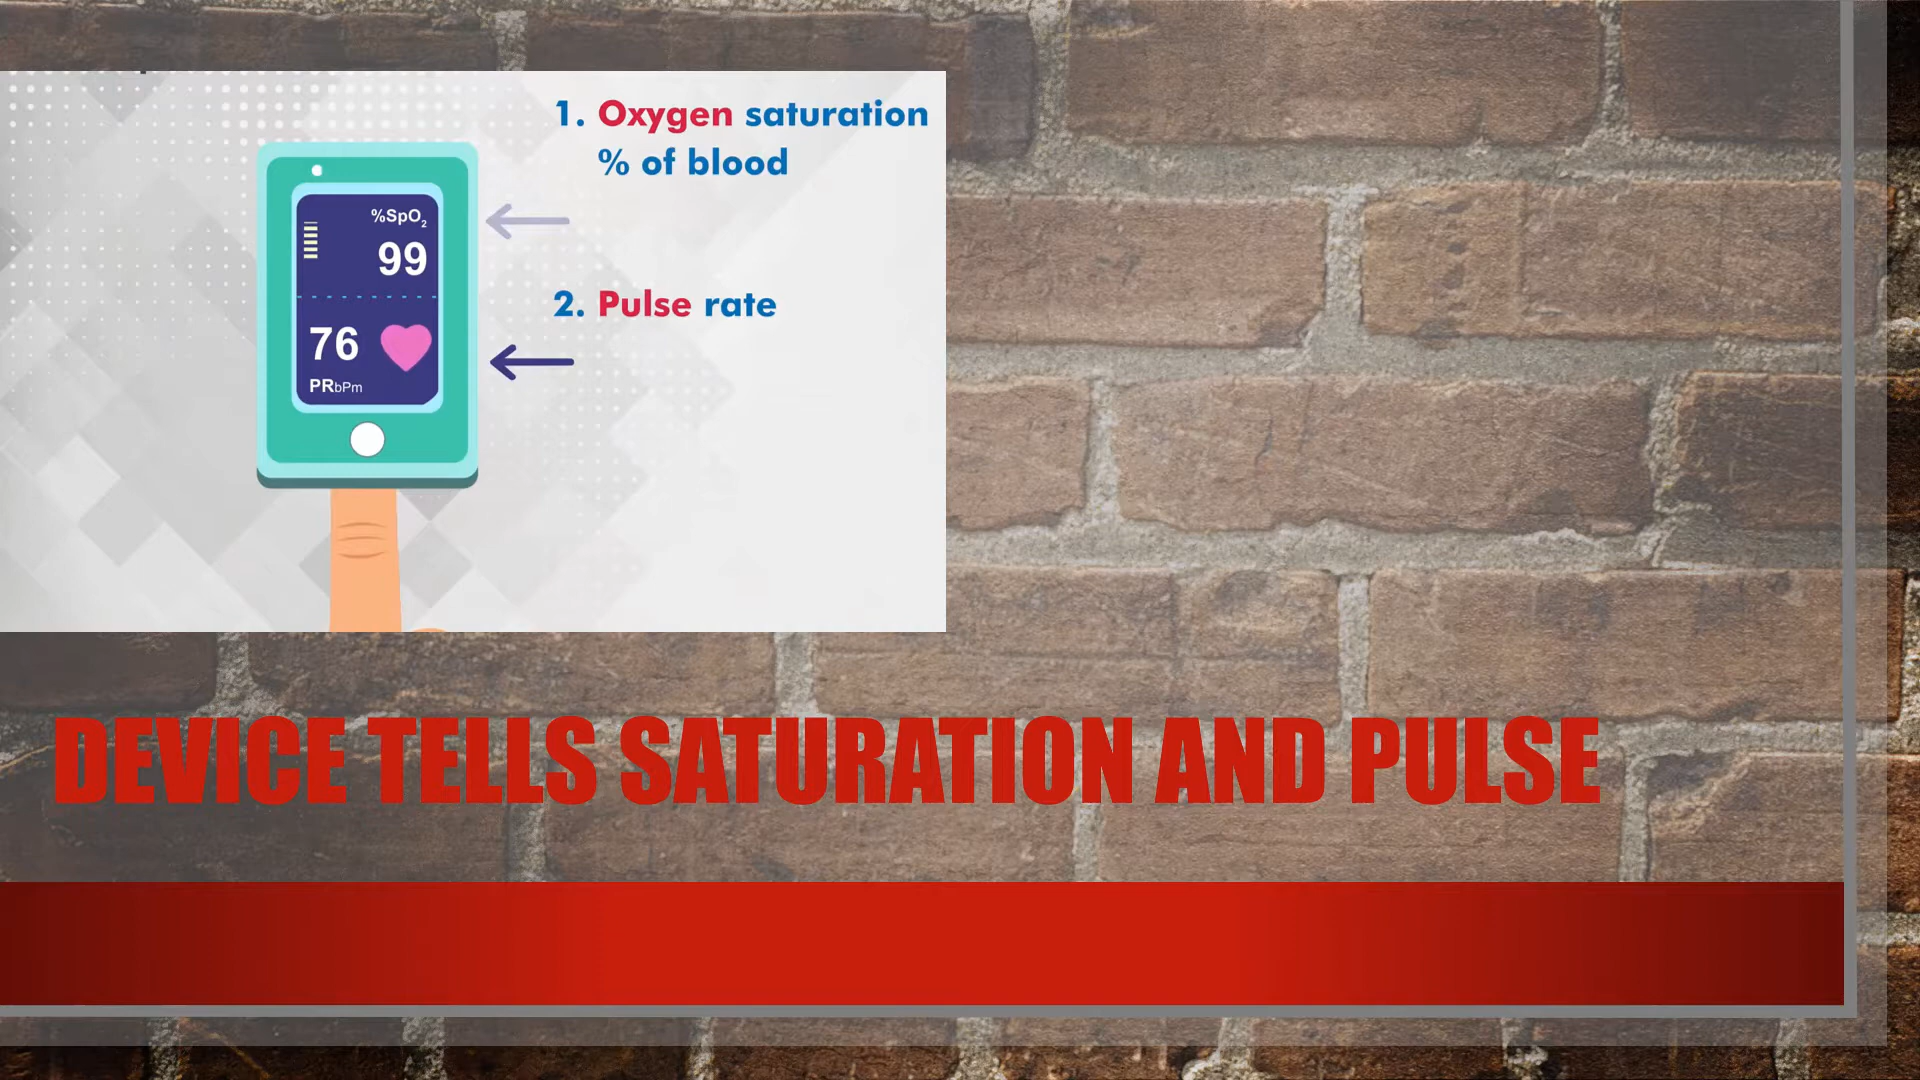 1. Oxygen saturation
% of blood
%SpO2
99
2. Pulse rate
76
PRbPm
DEVICE TELLS SATURATION AND PULSE